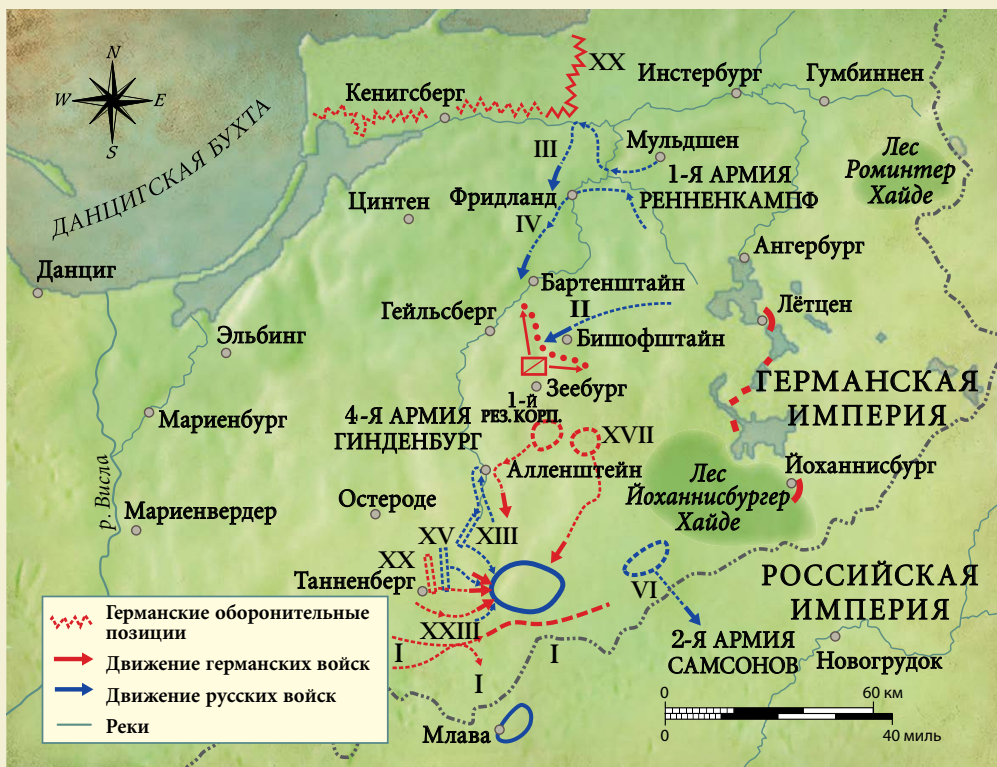 N
W
E
S
ДАНЦИГСКАЯ БУХТА
XX
Кенигсберг
Инстербург
Гумбиннен
III
Мульдшен
Лес
Роминтер
Хайде
1-Я АРМИЯ
РЕННЕНКАМПФ
Цинтен
Фридланд
IV
Ангербург
Данциг
Бартенштайн
Гейльсберг
II
Лётцен
Эльбинг
Бишофштайн
Зеебург
ГЕРМАНСКАЯ
ИМПЕРИЯ
1-й
РЕЗ.КОРП.
4-Я АРМИЯ
ГИНДЕНБУРГ
Мариенбург
XVII
Алленштейн
Лес
Йоханнисбургер
Хайде
Йоханнисбург
р. Висла
Остероде
Мариенвердер
XV
XIII
XX
Танненберг
VI
РОССИЙСКАЯ
ИМПЕРИЯ
XXIII
I
I
I
2-Я АРМИЯ
САМСОНОВ
Новогрудок
Млава
Германские оборонительные
позиции
Движение германских войск
Движение русских войск
Реки
0
60 км
0
40 миль